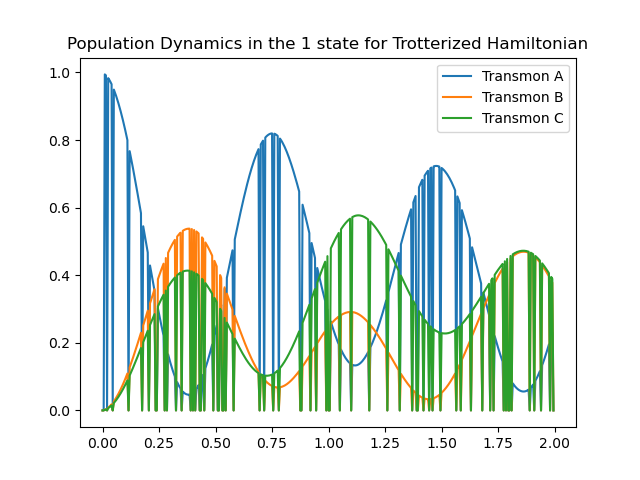 Population Dynamics in the 1 state for Trotterized Hamiltonian
1.0
0.8
0.6
0.4
0.2
0.0
Transmon A
Transmon B
Transmon C
0.00 0.25 0.50 0.75 1.00 1.25 1.50 1.75 2.00